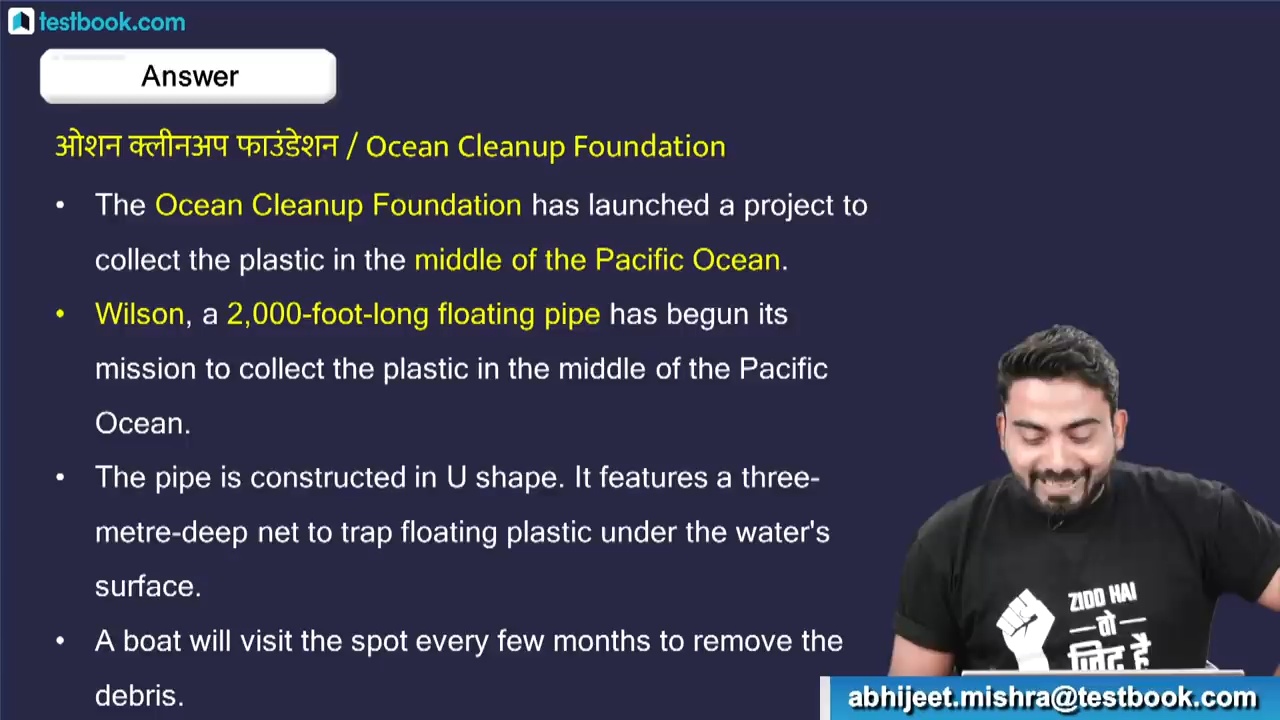 testbook.com
Answer
ओशन क्लीनअप फाउंडेशन / Ocean Cleanup Foundation
• The Ocean Cleanup Foundation has launched a project to
collect the plastic in the middle of the Pacific Ocean.
• Wilson, a 2,000-foot-long floating pipe has begun its
mission to collect the plastic in the middle of the Pacific
Ocean.
• The pipe is constructed in U shape. It features a three-
metre-deep net to trap floating plastic under the water's
surface.
• A boat will visit the spot every few months to remove the
debris.
ZIDD HAI
—तो—
ज़िद है
abhijeet.mishra@testbook.com